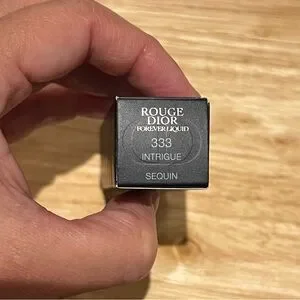 ROUGE
DIOR
FOREVER LIQUID
333
INTRIGUE
SEQUIN